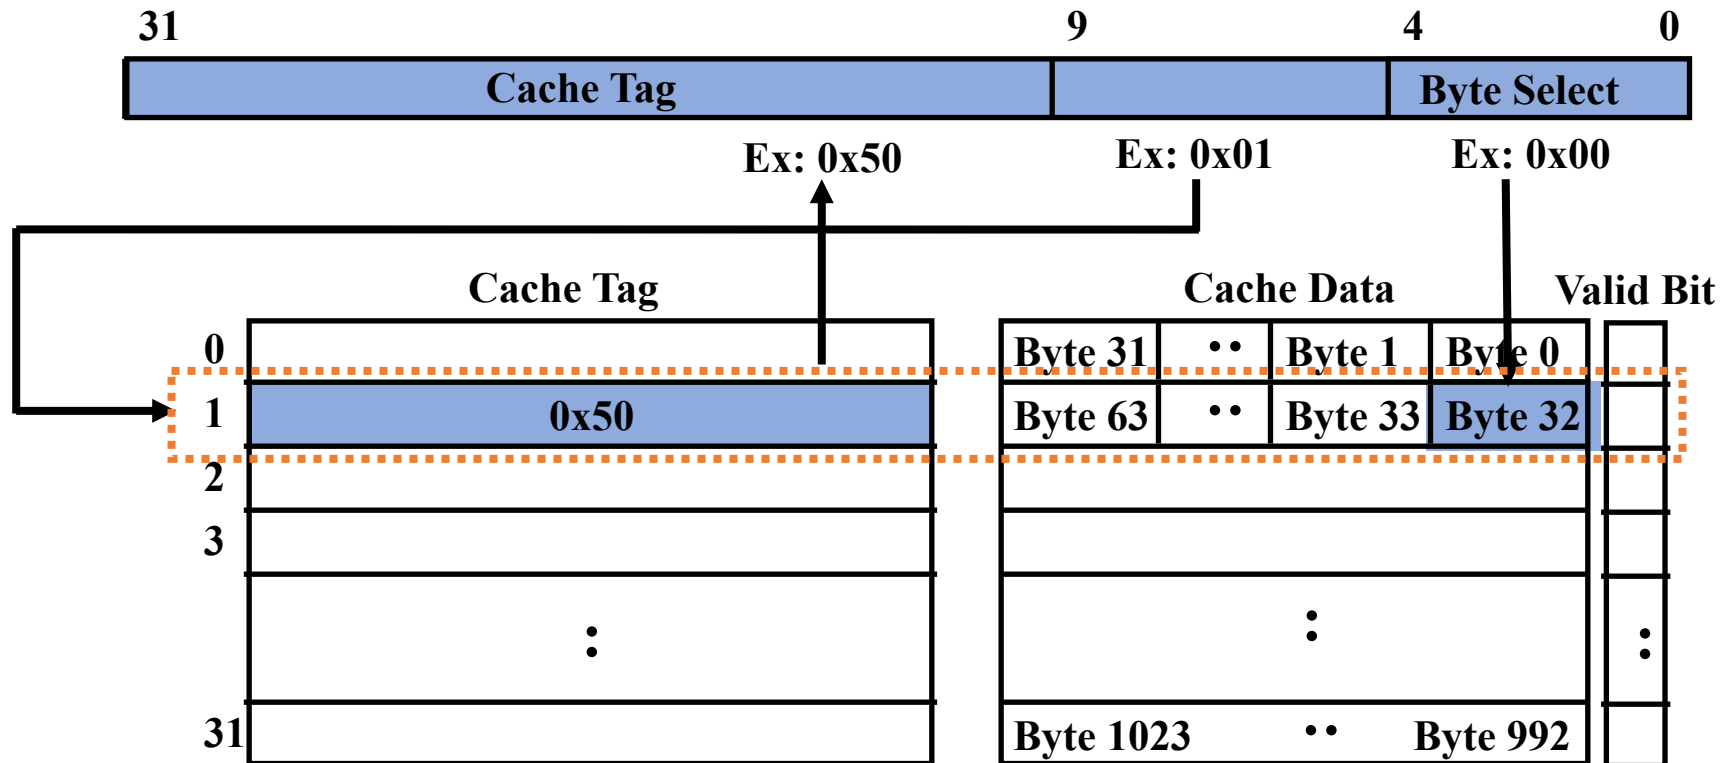 31 9 4 0
Cache Tag Byte Select
Ex: 0x50 Ex: 0x01 Ex: 0x00
Cache Tag Cache Data Valid Bit
0 Byte 31 ·· Byte 1 Byte 0
1 0x50 Byte 63 ·· Byte 33 Byte 32
2
3
: : :
31 Byte 1023 ·· Byte 992